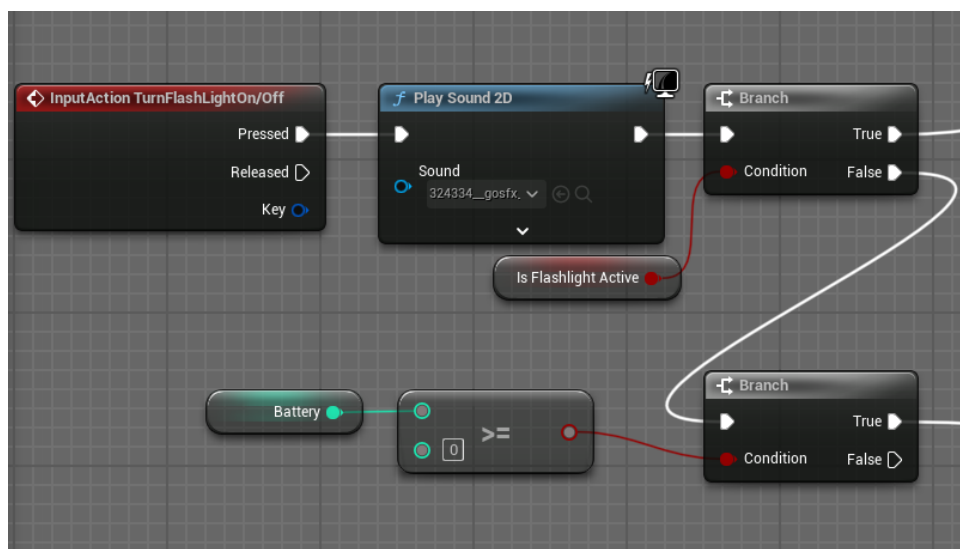 InputAction TurnFlashLightOn/Off
Pressed
Released
Key
Play Sound 2D
Sound
324334__gosfx_
Branch
True
Condition
False
Is Flashlight Active
Battery
0
>=
Branch
True
Condition
False